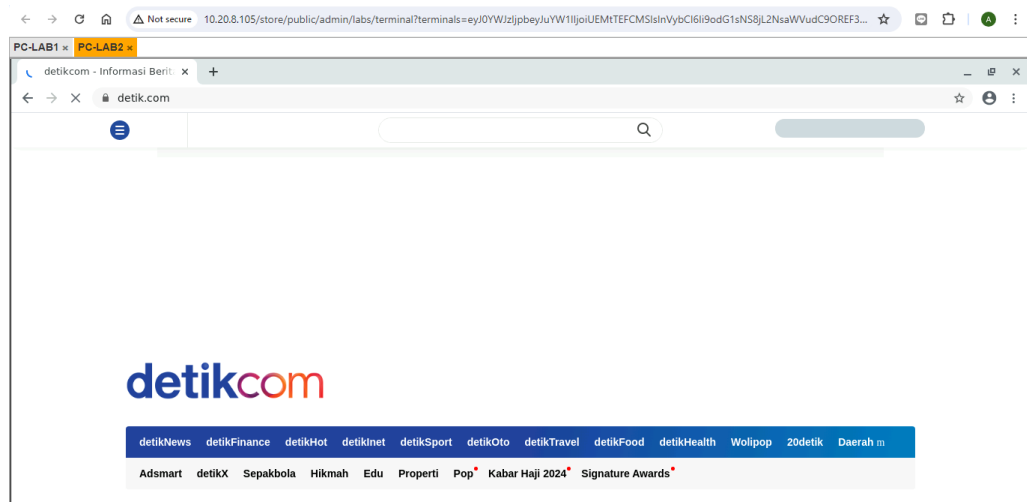 Not secure 10.20.8.105/store/public/admin/labs/terminal?terminals=eyJ0YWJzIjpbeyJuYW1lIjoiUEMtTEFCMSIsInVybCI6Ii9odG1sNS8jL2NsaWVudC9OREF3... A
PC-LAB1 × PC-LAB2 ×
detikcom - Informasi Berit
detik.com
detikcom
detikNews detikFinance detikHot detikInet detikSport detikOto detikTravel detikFood detikHealth Wolipop 20detik Daerah m
Adsmart detikX Sepakbola Hikmah Edu Properti Pop Kabar Haji 2024 Signature Awards